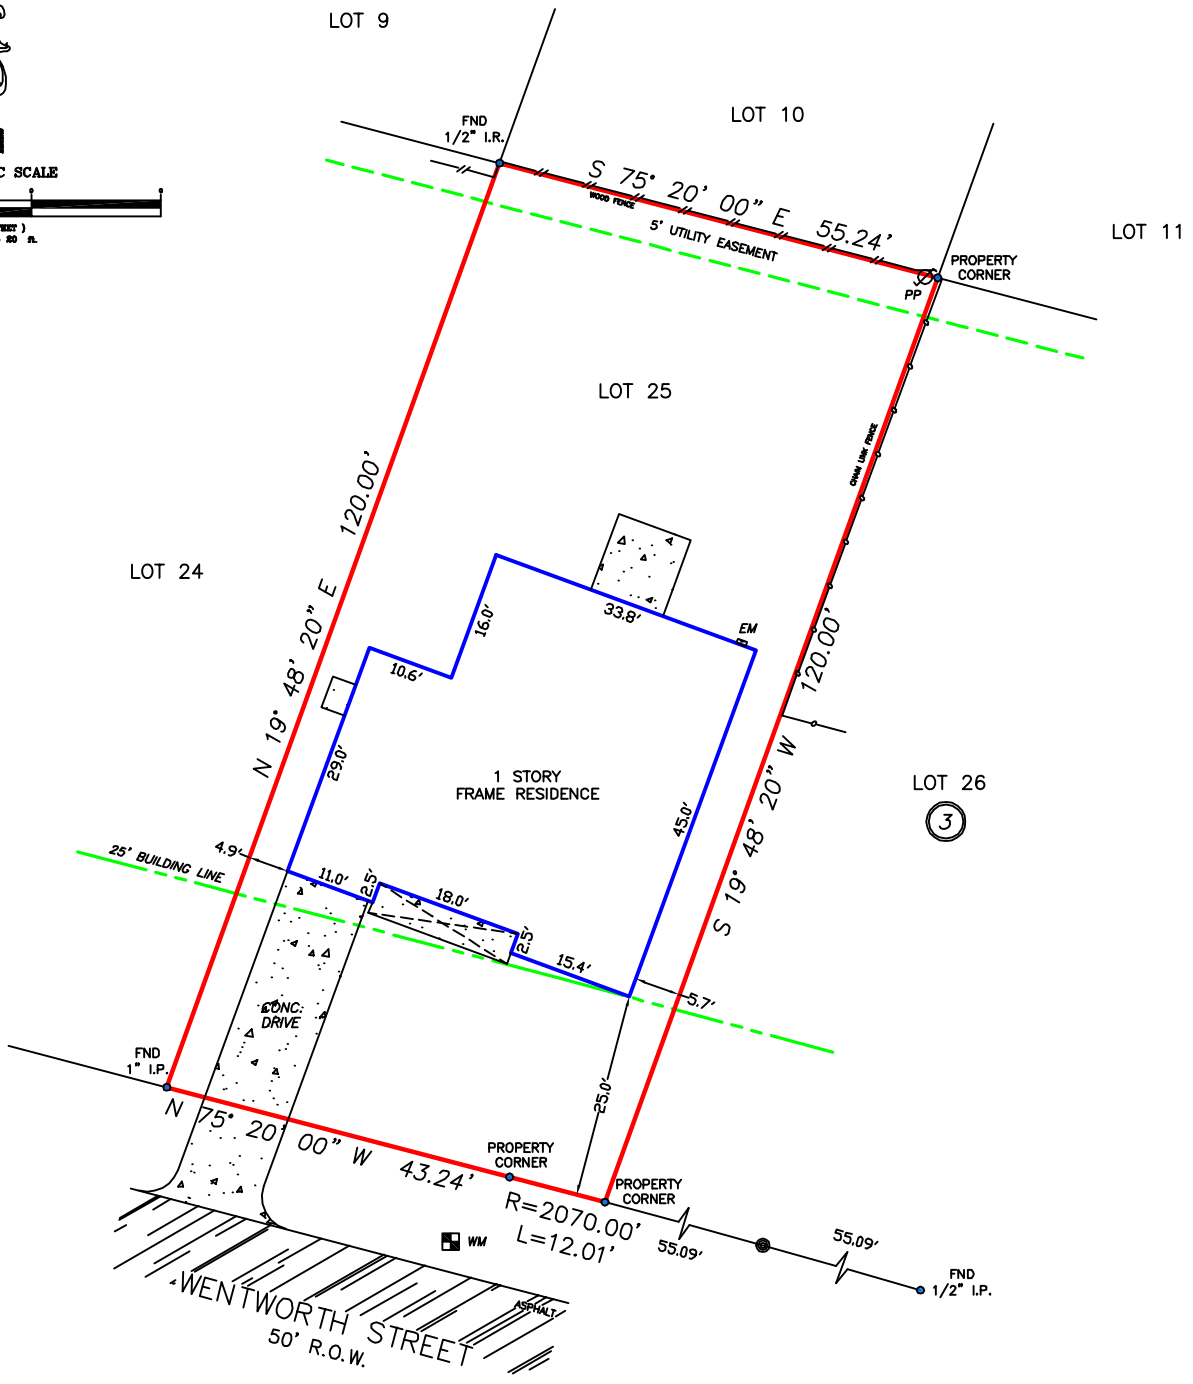 LOT 9
LOT 10
FND
1/2" I.R.
C SCALE
S 75° 20' 00" E 55.24'
WOOD FENCE
5' UTILITY EASEMENT
LOT 11
PROPERTY
CORNER
PP
LOT 25
CHAIN LINK FENCE
N 19° 48' 20" E 120.00'
LOT 24
33.8'
16.0'
EM
10.6'
29.0'
1 STORY
FRAME RESIDENCE
45.0'
S 19° 48' 20" W 120.00'
LOT 26
3
25' BUILDING LINE
4.9'
11.0'
2.5'
18.0'
2.5'
15.4'
5.7'
CONC.
DRIVE
25.0'
FND
1" I.P.
N 75° 20' 00" W 43.24'
PROPERTY
CORNER
PROPERTY
CORNER
R=2070.00'
L=12.01'
55.09'
55.09'
FND
1/2" I.P.
WM
ASPHALT
WENTWORTH STREET
50' R.O.W.